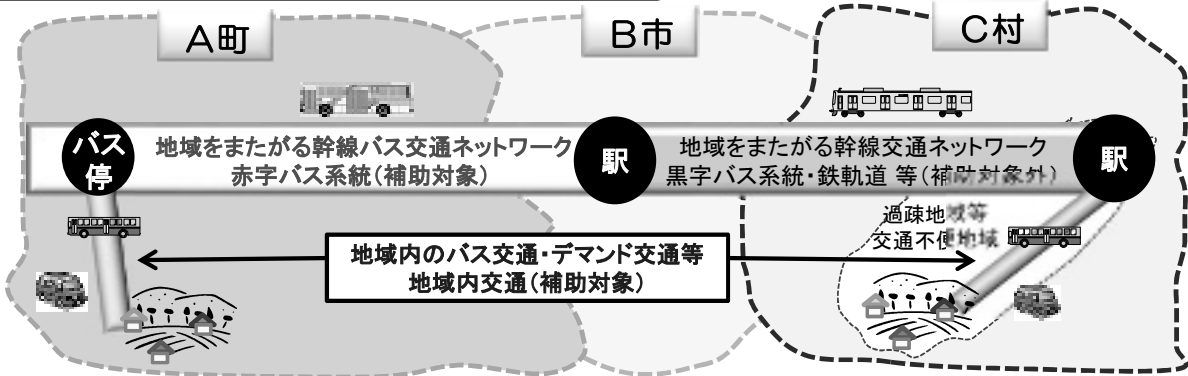 A町
B市
C村
バス
停
地域をまたがる幹線バス交通ネットワーク
赤字バス系統(補助対象)
駅
地域をまたがる幹線交通ネットワーク
黒字バス系統・鉄軌道 等(補助対象外)
駅
過疎地域等
交通不便地域
地域内のバス交通・デマンド交通等
地域内交通(補助対象)